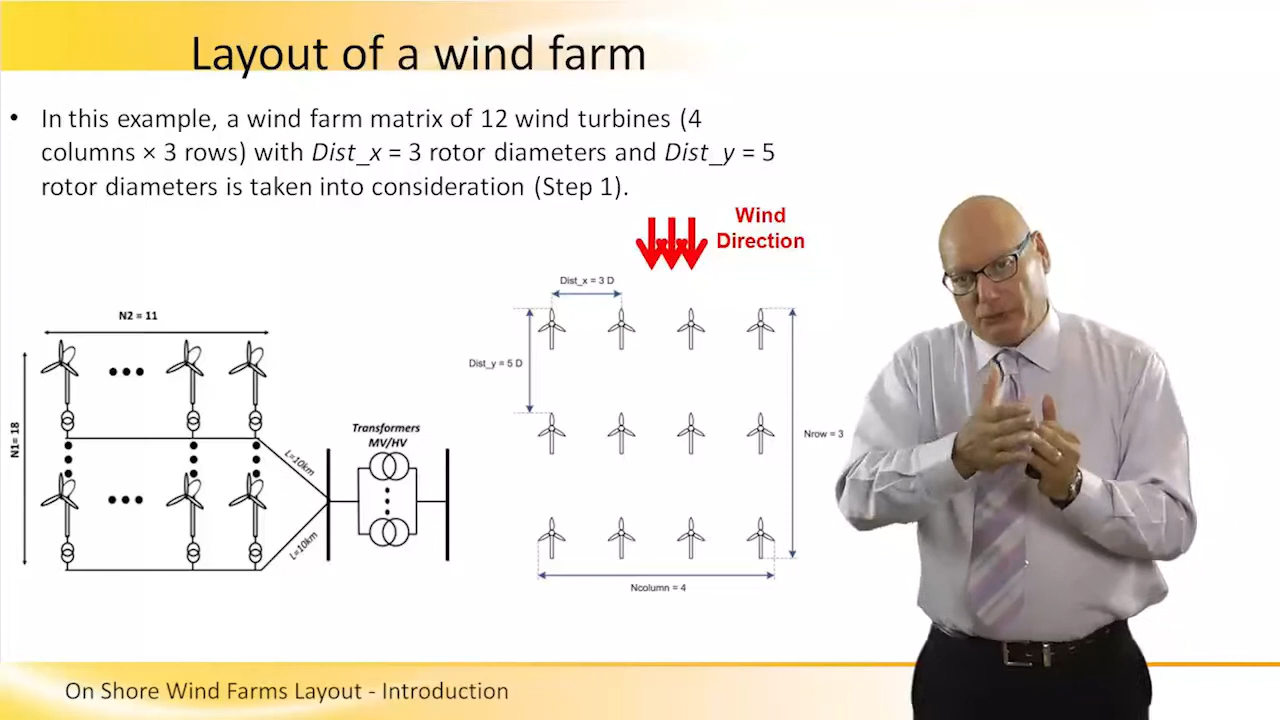 Layout of a wind farm
• In this example, a wind farm matrix of 12 wind turbines (4
columns × 3 rows) with Dist_x = 3 rotor diameters and Dist_y = 5
rotor diameters is taken into consideration (Step 1).
Wind
Direction
N2 = 11
N1= 18
L=10km
L=10km
Transformers
MV/HV
Dist_x = 3 D
Dist_y = 5 D
Nrow = 3
Ncolumn = 4
On Shore Wind Farms Layout - Introduction